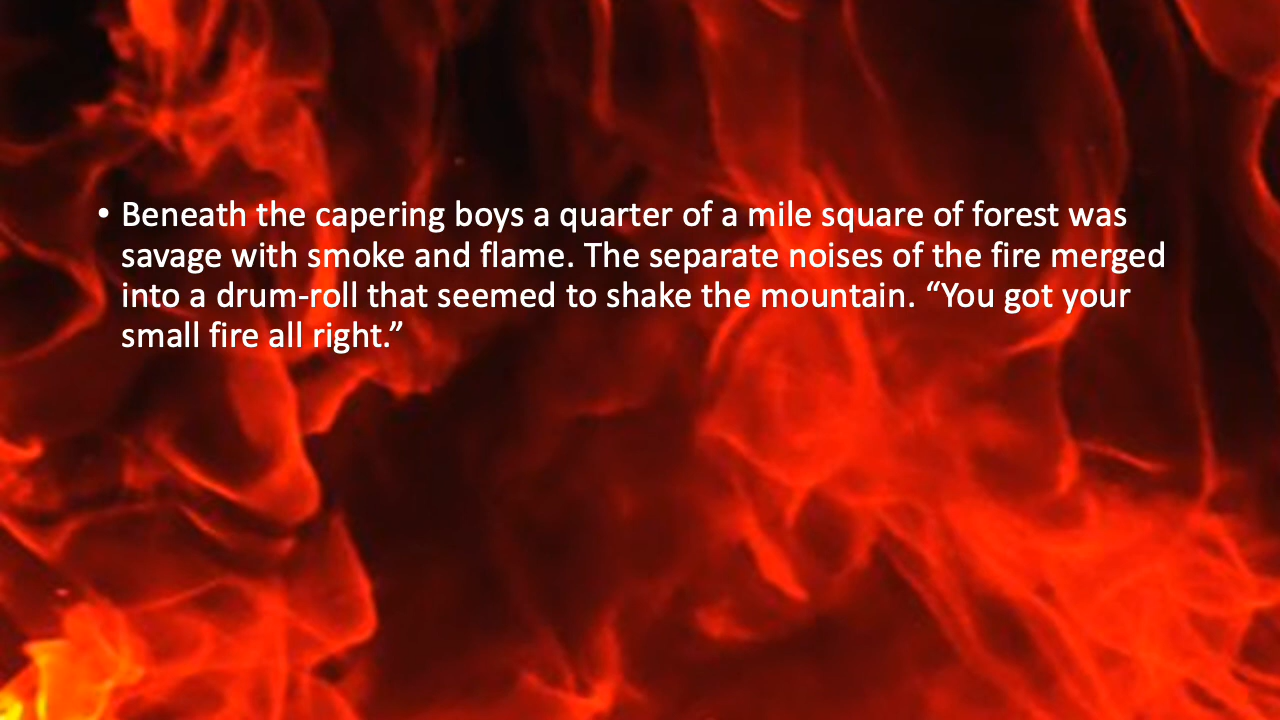 • Beneath the capering boys a quarter of a mile square of forest was
savage with smoke and flame. The separate noises of the fire merged
into a drum-roll that seemed to shake the mountain. “You got your
small fire all right.”